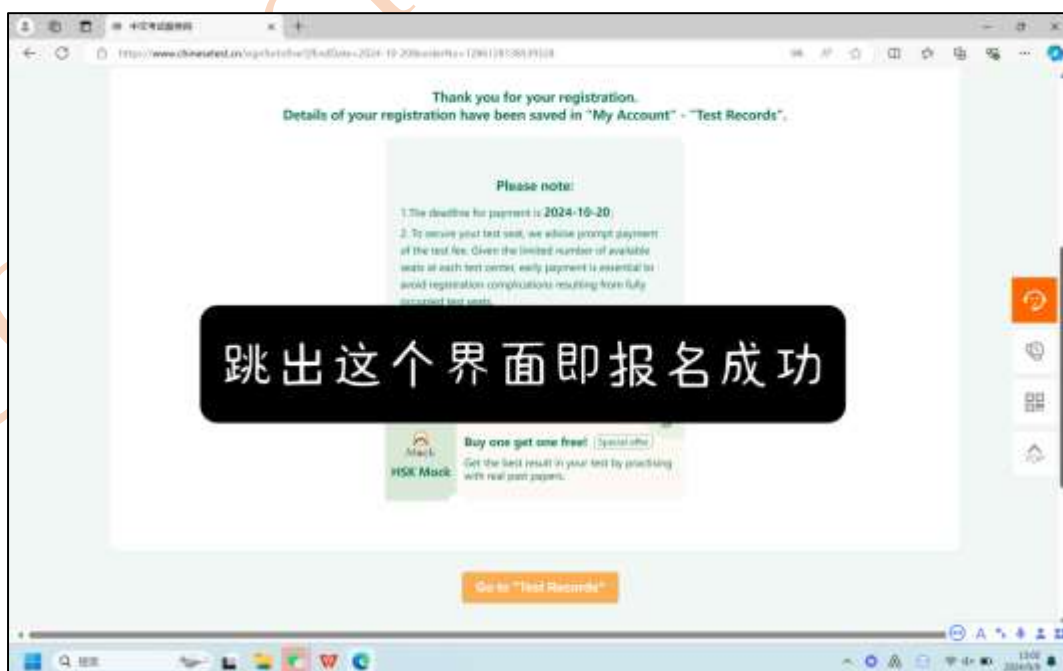 Thank you for your registration.
Details of your registration have been saved in "My Account" - "Test Records".
Please note:
1.The deadline for payment is 2024-10-20;
2. To secure your test seat, we advise prompt payment
of the test fee. Given the limited number of available
seats at each test center, early payment is essential to
avoid registration complications resulting from fully
occupied test seats.
跳出这个界面即报名成功
Mock
HSK Mock
Buy one get one free! Special offer
Get the best result in your test by practising
with real past papers.
Go to "Test Records"